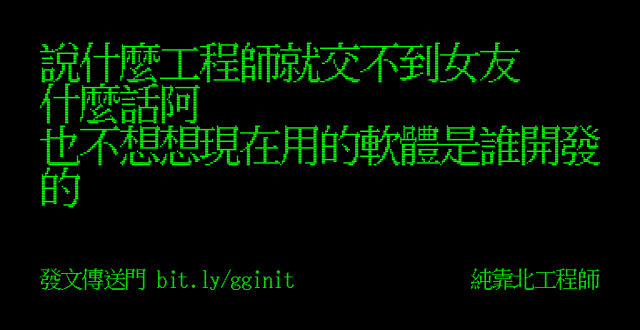 說什麼工程師就交不到女友
什麼話阿
也不想想現在用的軟體是誰開發
的
發文傳送門 bit.ly/gginit
純靠北工程師